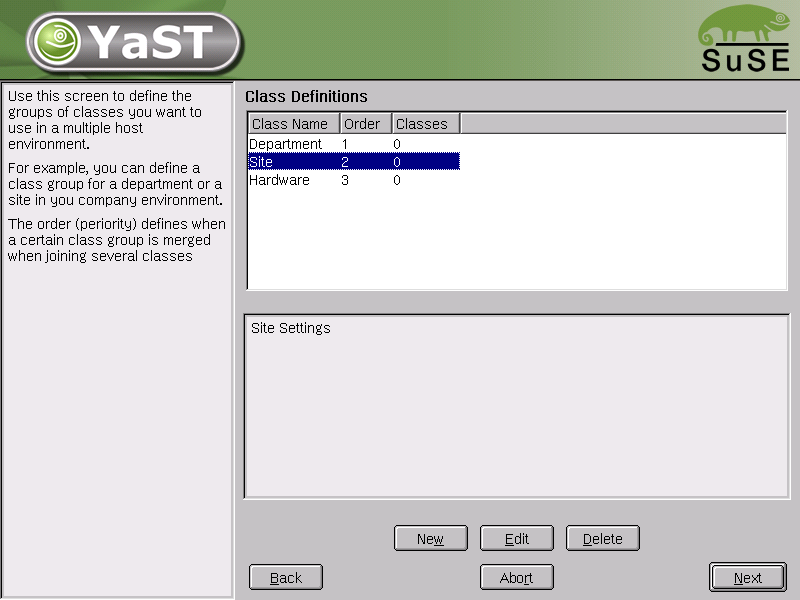 YaST
SuSE
Use this screen to define the
groups of classes you want to
use in a multiple host
environment.
For example, you can define a
class group for a department or a
site in you company environment.
The order (periority) defines when
a certain class group is merged
when joining several classes
Class Definitions
Class Name Order Classes
Department 1 0
Site 2 0
Hardware 3 0
Site Settings
New Edit Delete
Back Abort Next